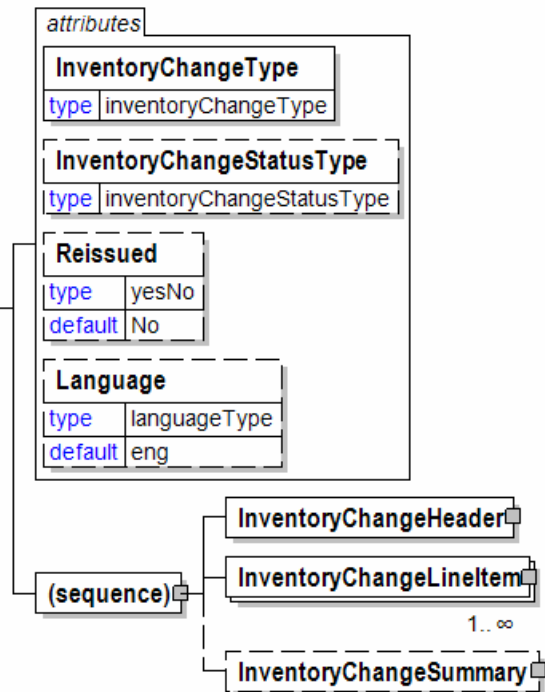 attributes
InventoryChangeType
type inventoryChangeType
InventoryChangeStatusType
type inventoryChangeStatusType
Reissued
type yesNo
default No
Language
type languageType
default eng
InventoryChangeHeader
(sequence)
InventoryChangeLineItem
1..∞
InventoryChangeSummary